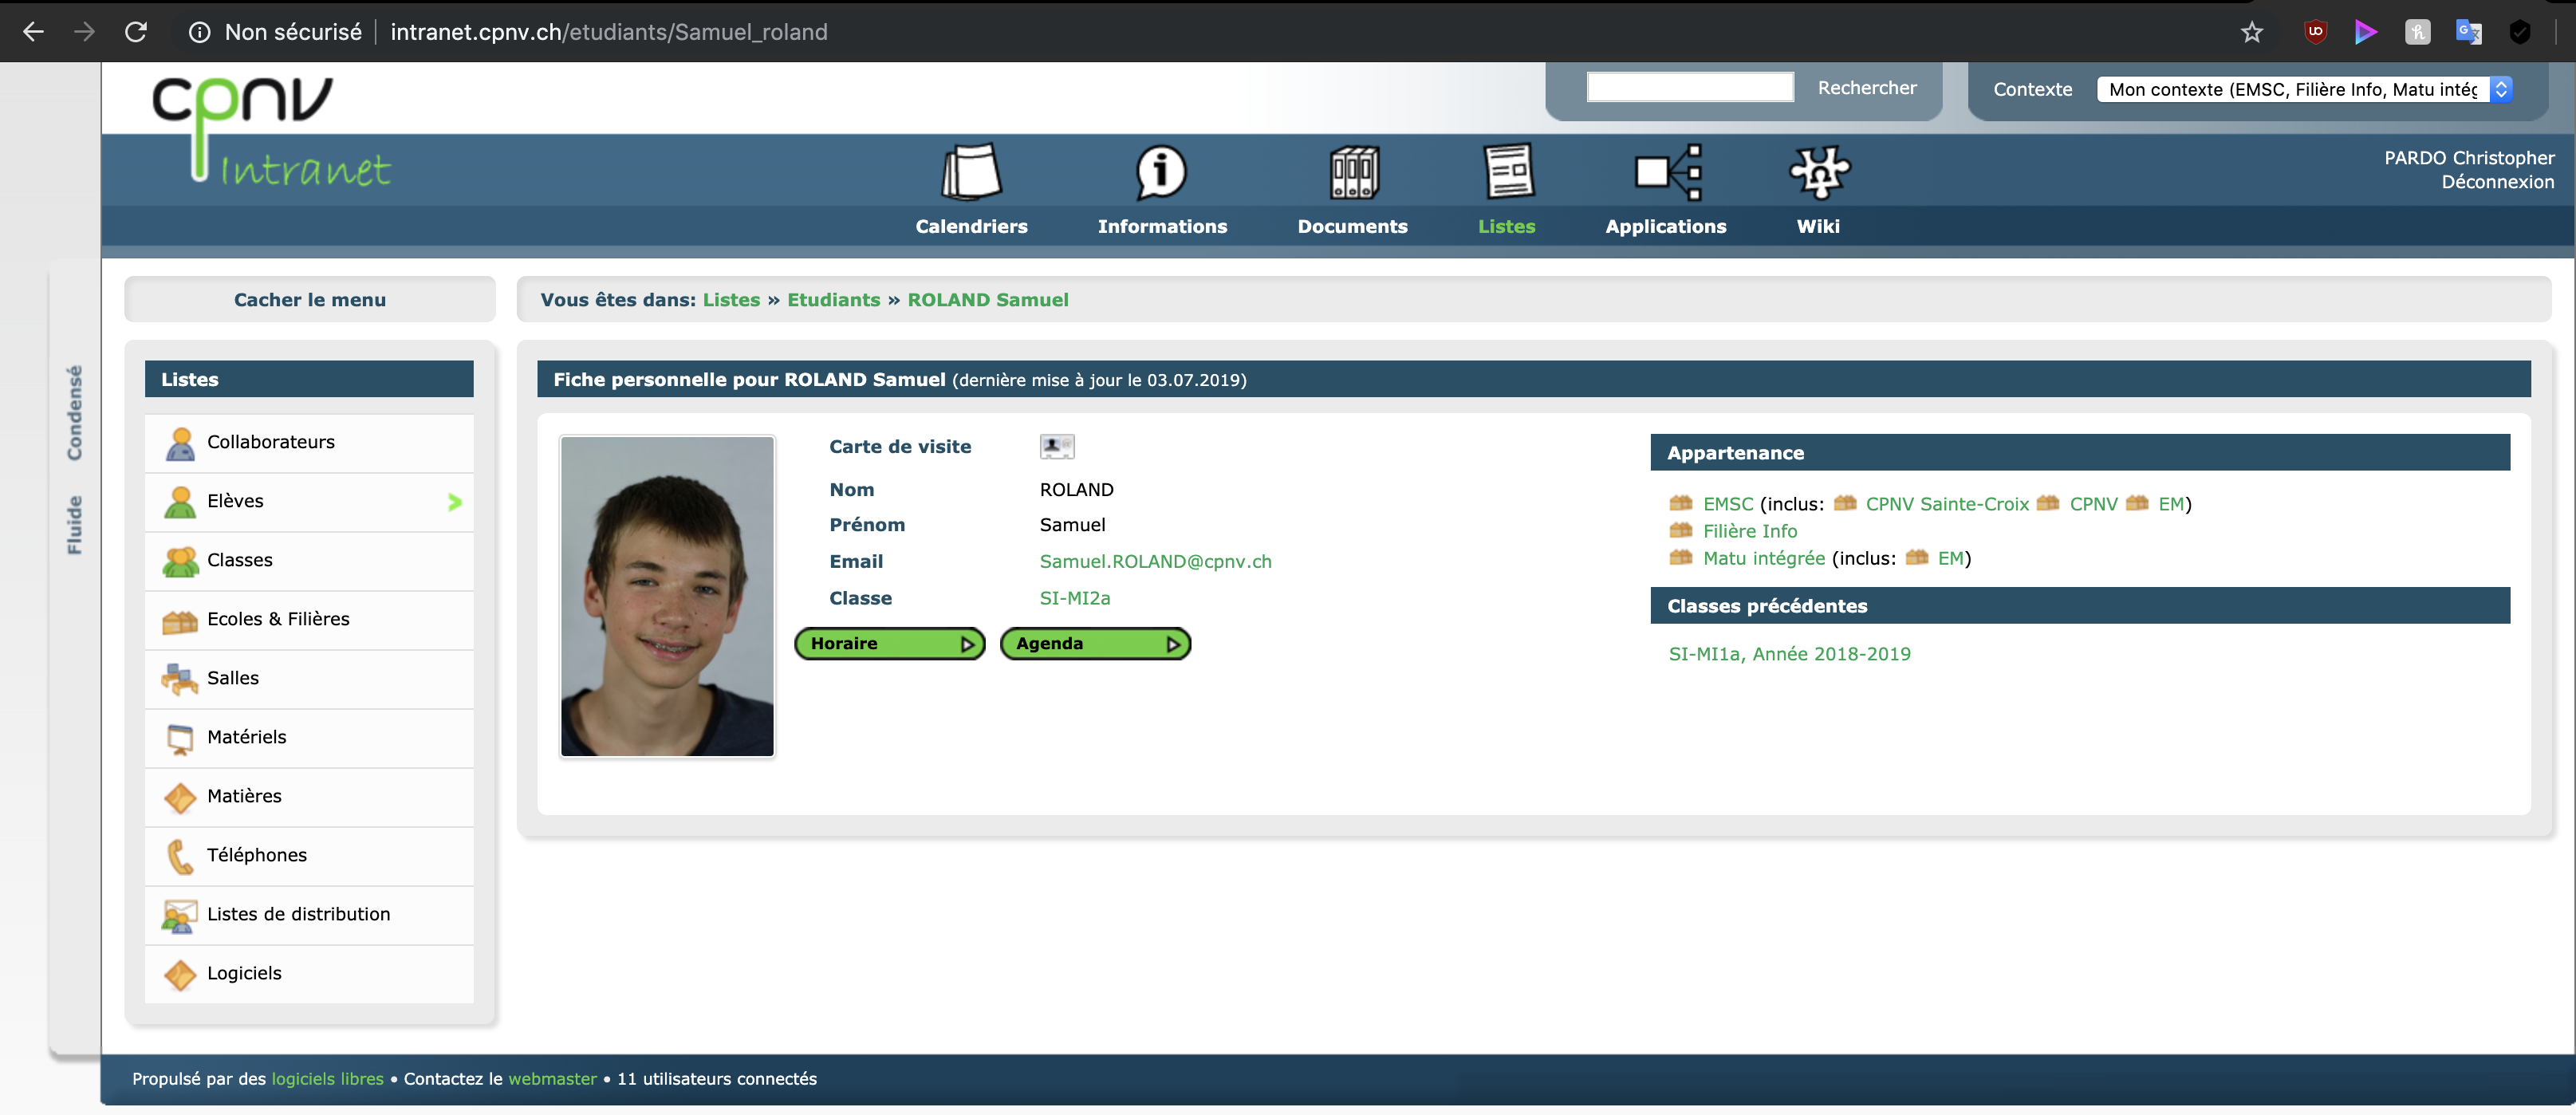 Non sécurisé intranet.cpnv.ch/etudiants/Samuel_roland
cpnv
Intranet
Rechercher
Contexte Mon contexte (EMSC, Filière Info, Matu intég
PARDO Christopher
Déconnexion
Calendriers Informations Documents Listes Applications Wiki
Condensé
Fluide
Cacher le menu
Vous êtes dans: Listes » Etudiants » ROLAND Samuel
Listes
Collaborateurs
Elèves
Classes
Ecoles & Filières
Salles
Matériels
Matières
Téléphones
Listes de distribution
Logiciels
Fiche personnelle pour ROLAND Samuel (dernière mise à jour le 03.07.2019)
Carte de visite
Nom ROLAND
Prénom Samuel
Email Samuel.ROLAND@cpnv.ch
Classe SI-MI2a
Horaire Agenda
Appartenance
EMSC (inclus: CPNV Sainte-Croix CPNV EM)
Filière Info
Matu intégrée (inclus: EM)
Classes précédentes
SI-MI1a, Année 2018-2019
Propulsé par des logiciels libres • Contactez le webmaster • 11 utilisateurs connectés